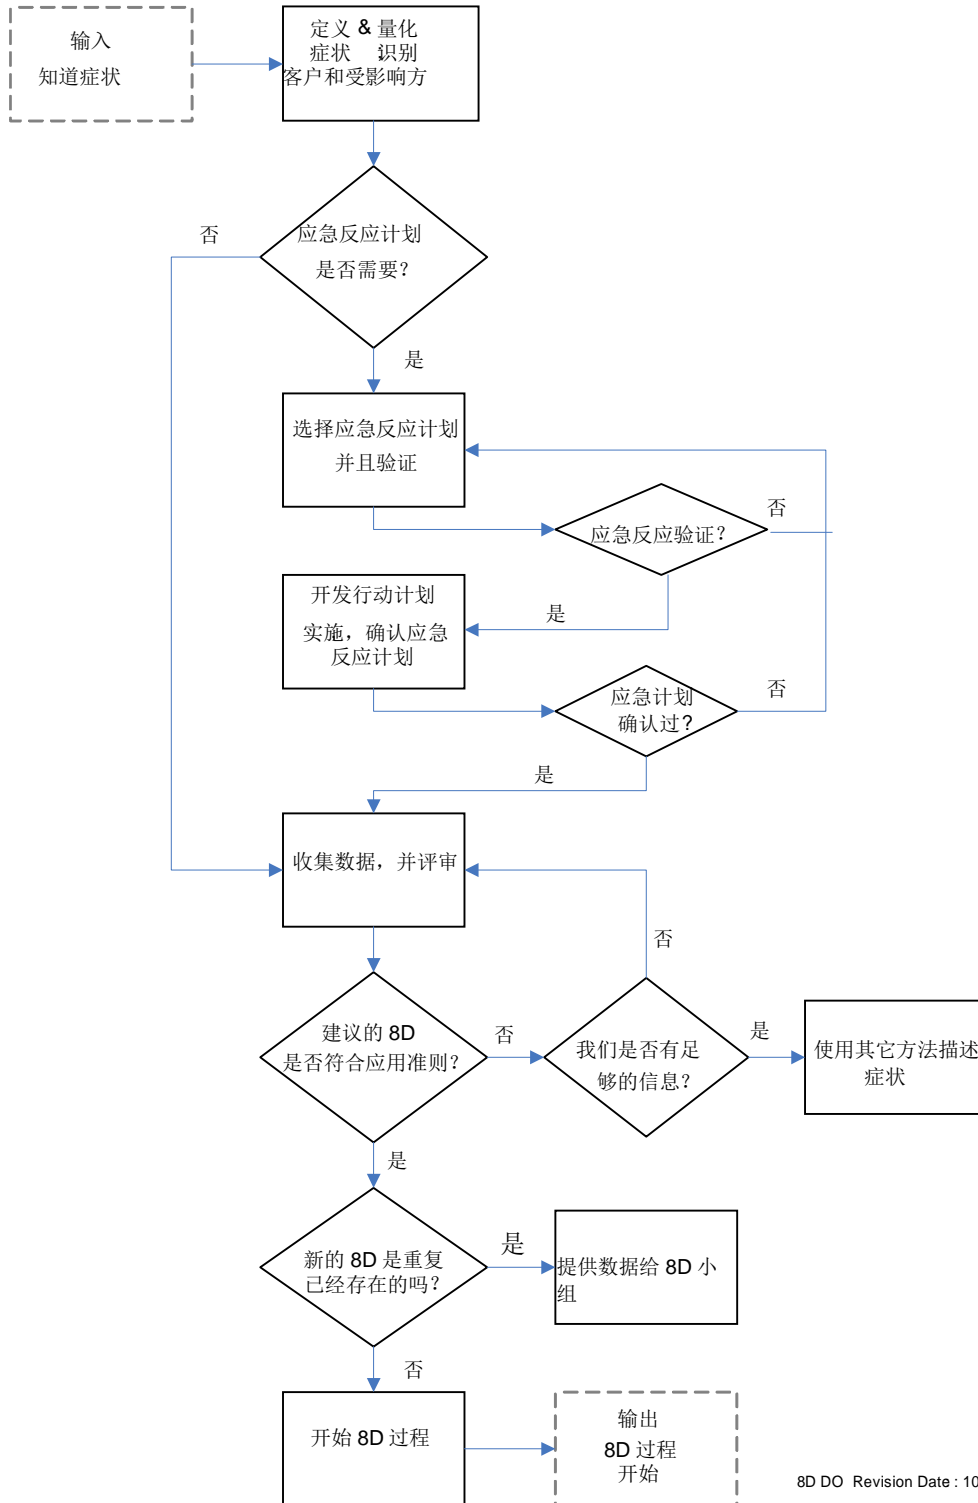 输入
知道症状
定义 & 量化
症状 识别
客户和受影响方
否
应急反应计划
是否需要?
是
选择应急反应计划
并且验证
否
应急反应验证?
开发行动计划
实施，确认应急
反应计划
是
应急计划
确认过?
否
是
收集数据，并评审
否
建议的 8D
是否符合应用准则?
否
我们是否有足
够的信息?
是
使用其它方法描述
症状
是
新的 8D 是重复
已经存在的吗?
是
提供数据给 8D 小
组
否
开始 8D 过程
输出
8D 过程
开始
8D DO Revision Date : 10